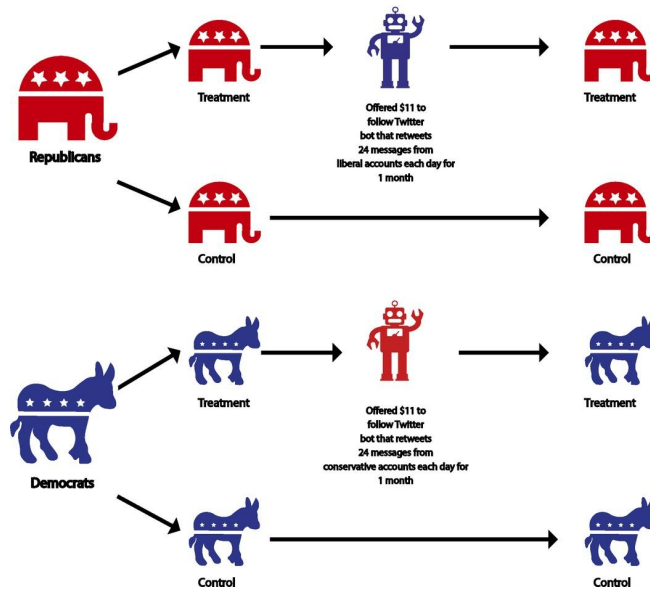 Treatment
Treatment
Offered $11 to
follow Twitter
bot that retweets
24 messages from
liberal accounts each day for
1 month
Republicans
Control
Control
Treatment
Treatment
Offered $11 to
follow Twitter
bot that retweets
24 messages from
conservative accounts each day for
1 month
Democrats
Control
Control